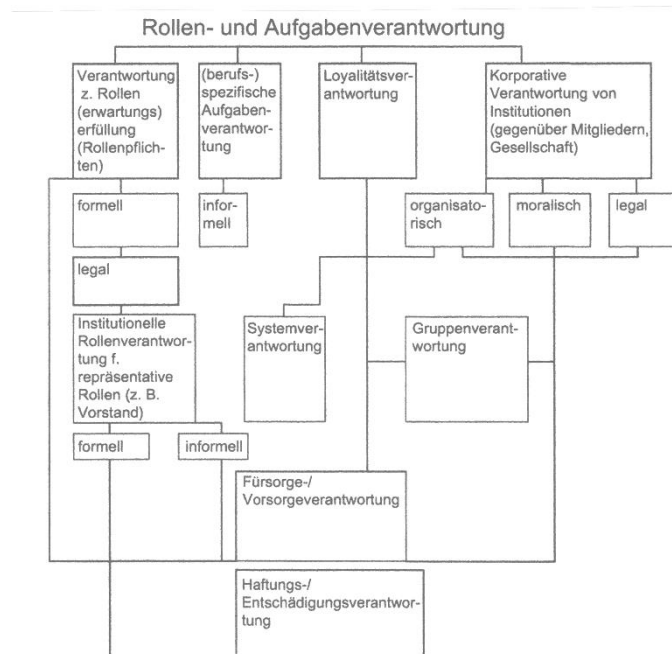 Rollen- und Aufgabenverantwortung
Verantwortung
z. Rollen
(erwartungs)
erfüllung
(Rollenpflich-
ten)
(berufs-)
spezifische
Aufgaben-
verantwor-
tung
Loyalitätsver-
antwortung
Korporative
Verantwortung von
Institutionen
(gegenüber Mitgliedern,
Gesellschaft)
formell
infor-
mell
organisato-
risch
moralisch
legal
legal
Institutionelle
Rollenverantwor-
tung f.
repräsentative
Rollen (z. B.
Vorstand)
Systemver-
antwortung
Gruppenverant-
wortung
formell
informell
Fürsorge-/
Vorsorgeverantwortung
Haftungs-/
Entschädigungsverantwor-
tung